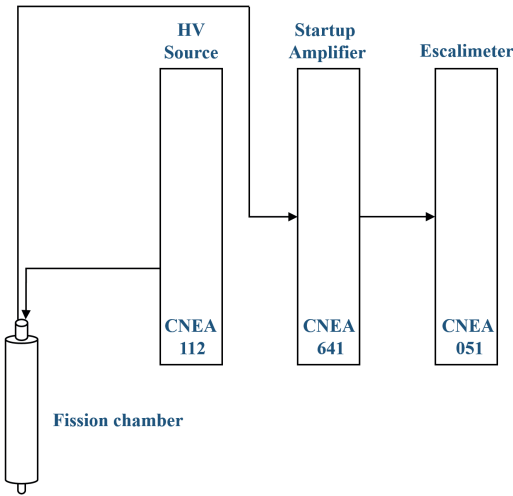 HV
Source
Startup
Amplifier
Escalimeter
CNEA
112
CNEA
641
CNEA
051
Fission chamber